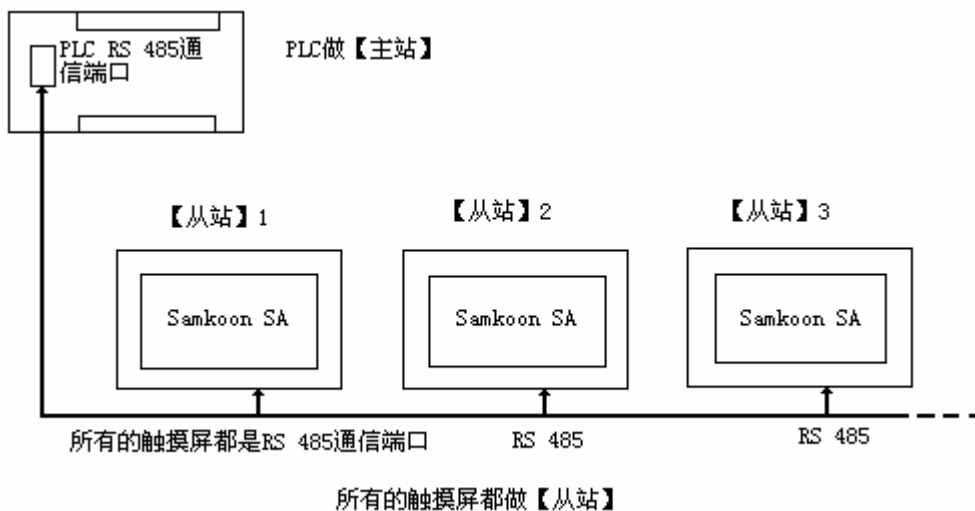 PLC RS 485通
信端口
PLC做【主站】
【从站】1
【从站】2
【从站】3
Samkoon SA
Samkoon SA
Samkoon SA
所有的触摸屏都是RS 485通信端口
RS 485
RS 485
所有的触摸屏都做【从站】